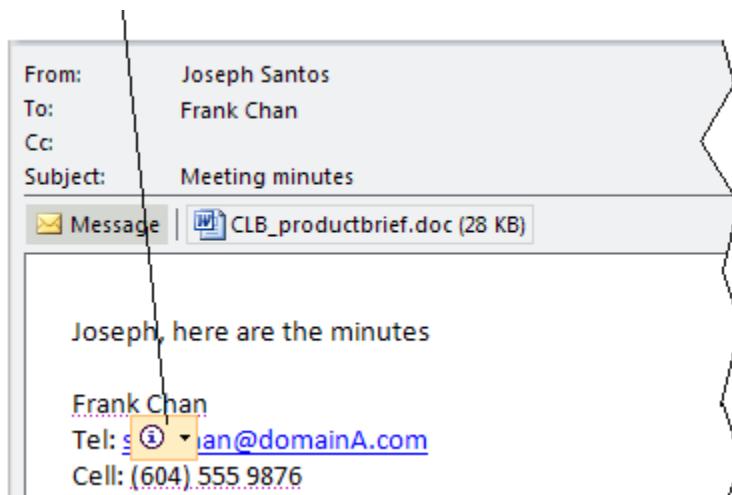 From: Joseph Santos
To: Frank Chan
Cc:
Subject: Meeting minutes
Message CLB_productbrief.doc (28 KB)
Joseph, here are the minutes
Frank Chan
Tel: an@domainA.com
Cell: (604) 555 9876